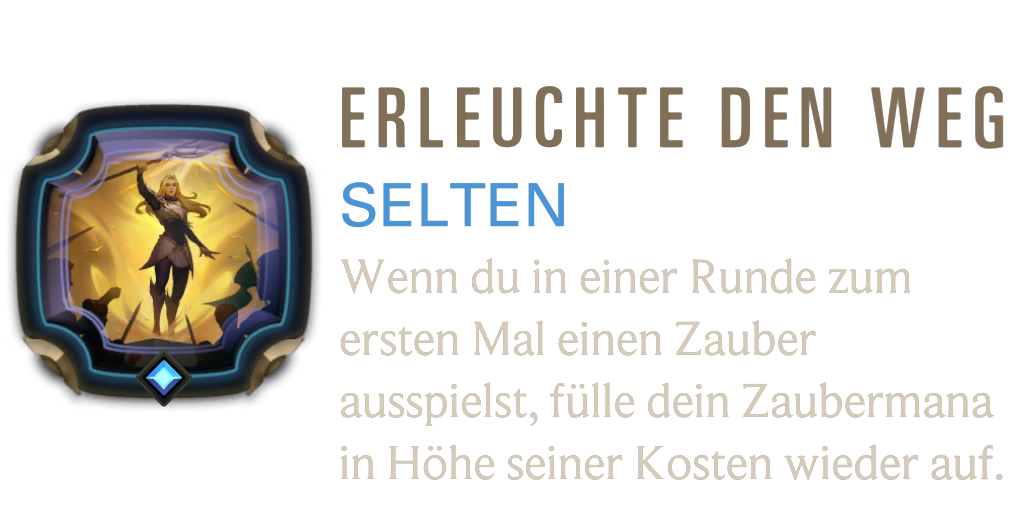 ERLEUCHTE DEN WEG
SELTEN
Wenn du in einer Runde zum
ersten Mal einen Zauber
ausspielst, fülle dein Zaubermana
in Höhe seiner Kosten wieder auf.